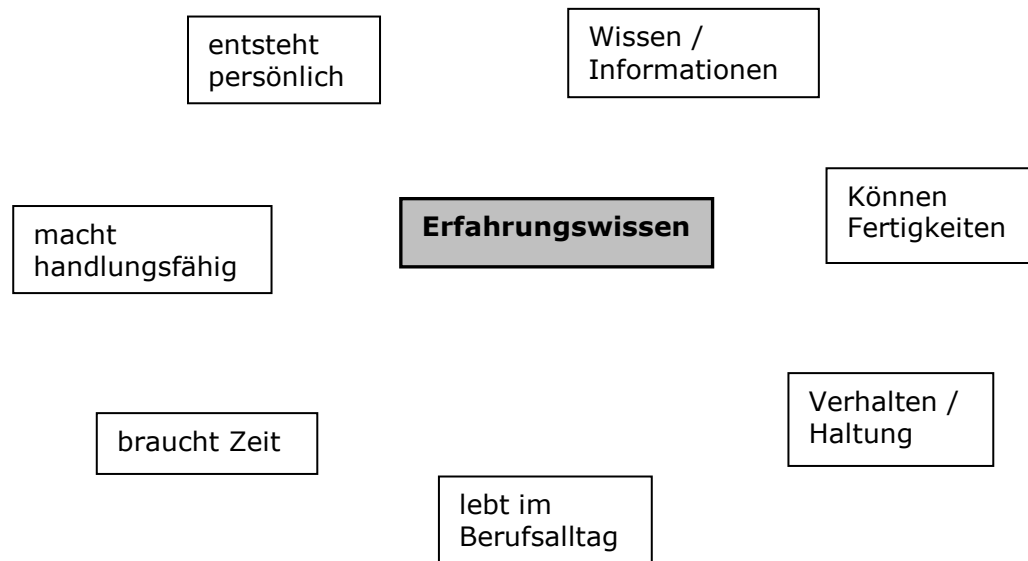 entsteht
persönlich
Wissen /
Informationen
Können
Fertigkeiten
Erfahrungswissen
macht
handlungsfähig
Verhalten /
Haltung
braucht Zeit
lebt im
Berufsalltag